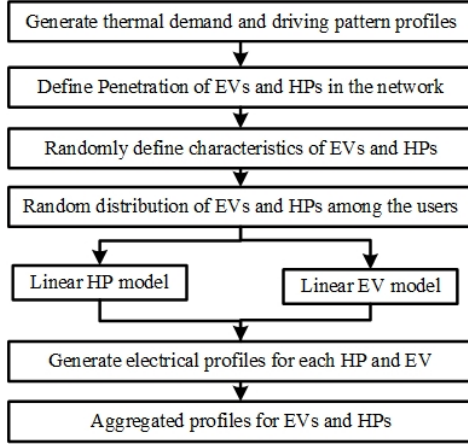 Generate thermal demand and driving pattern profiles
Define Penetration of EVs and HPs in the network
Randomly define characteristics of EVs and HPs
Random distribution of EVs and HPs among the users
Linear HP model
Linear EV model
Generate electrical profiles for each HP and EV
Aggregated profiles for EVs and HPs